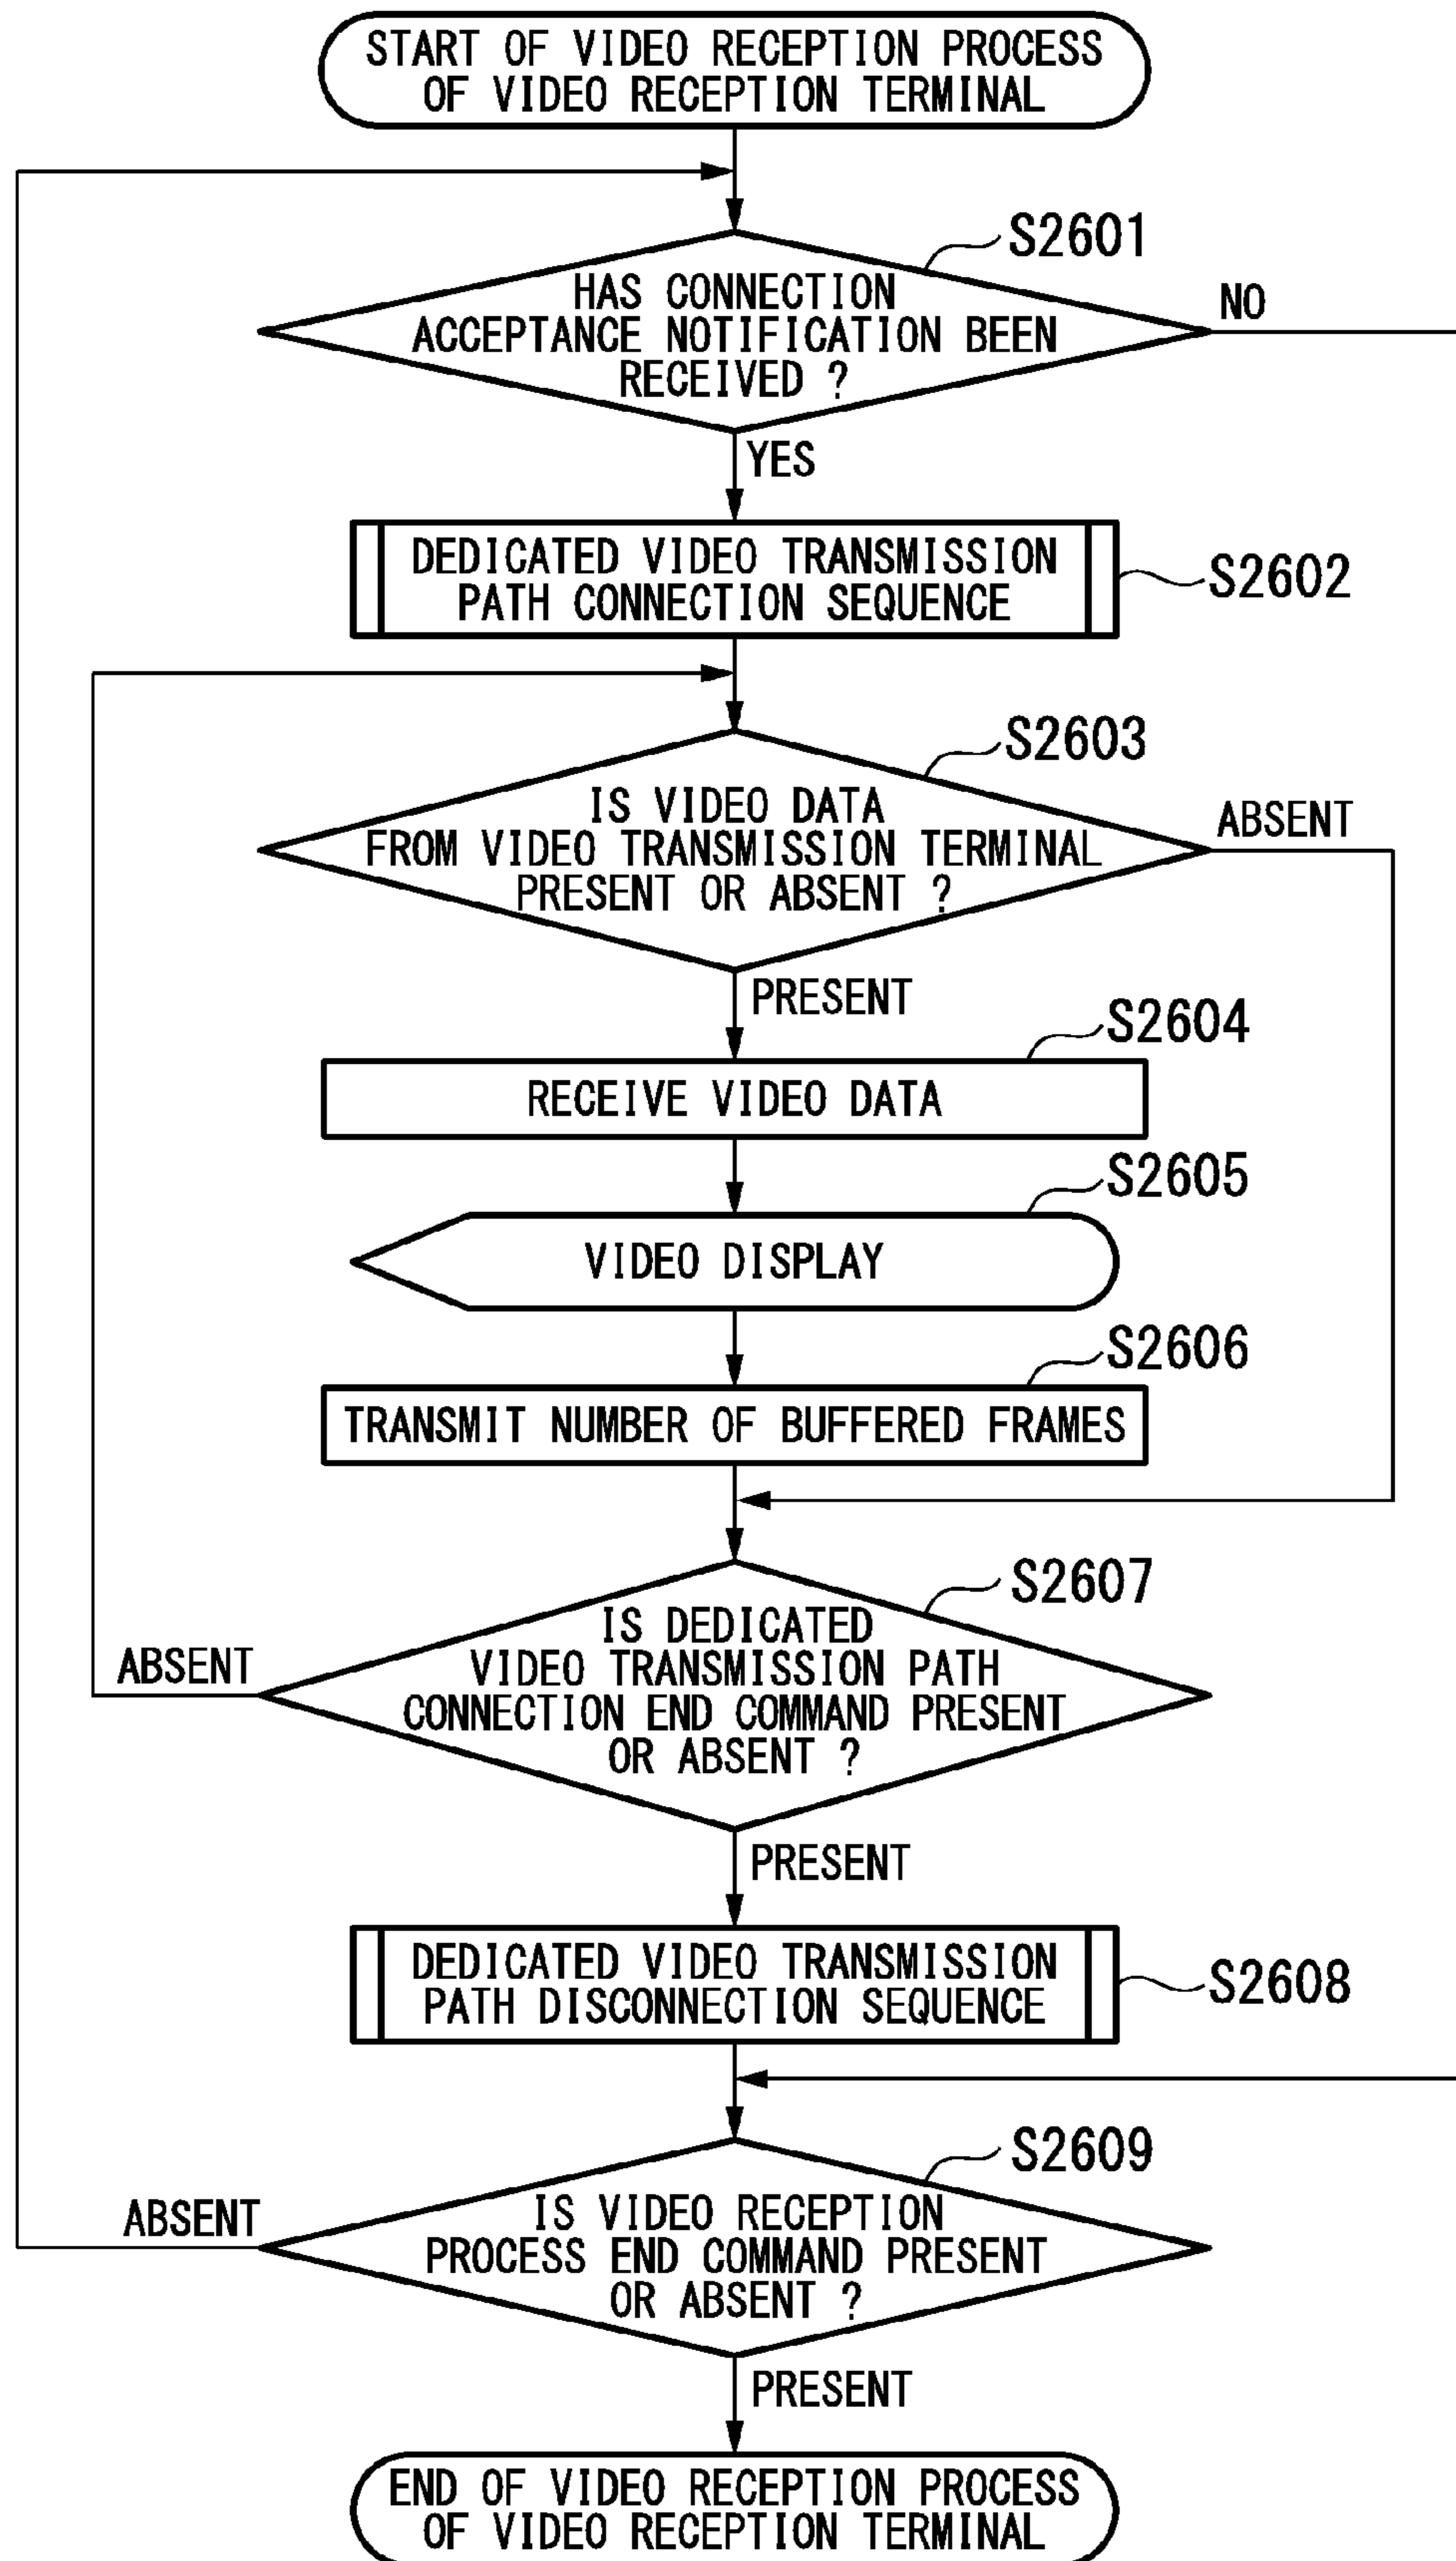 START OF VIDEO RECEPTION PROCESS
OF VIDEO RECEPTION TERMINAL
S2601
HAS CONNECTION
ACCEPTANCE NOTIFICATION BEEN
RECEIVED ?
NO
YES
DEDICATED VIDEO TRANSMISSION
PATH CONNECTION SEQUENCE
S2602
S2603
IS VIDEO DATA
FROM VIDEO TRANSMISSION TERMINAL
PRESENT OR ABSENT ?
ABSENT
PRESENT
S2604
RECEIVE VIDEO DATA
S2605
VIDEO DISPLAY
S2606
TRANSMIT NUMBER OF BUFFERED FRAMES
S2607
IS DEDICATED
VIDEO TRANSMISSION PATH
CONNECTION END COMMAND PRESENT
OR ABSENT ?
ABSENT
PRESENT
DEDICATED VIDEO TRANSMISSION
PATH DISCONNECTION SEQUENCE
S2608
S2609
IS VIDEO RECEPTION
PROCESS END COMMAND PRESENT
OR ABSENT ?
ABSENT
PRESENT
END OF VIDEO RECEPTION PROCESS
OF VIDEO RECEPTION TERMINAL